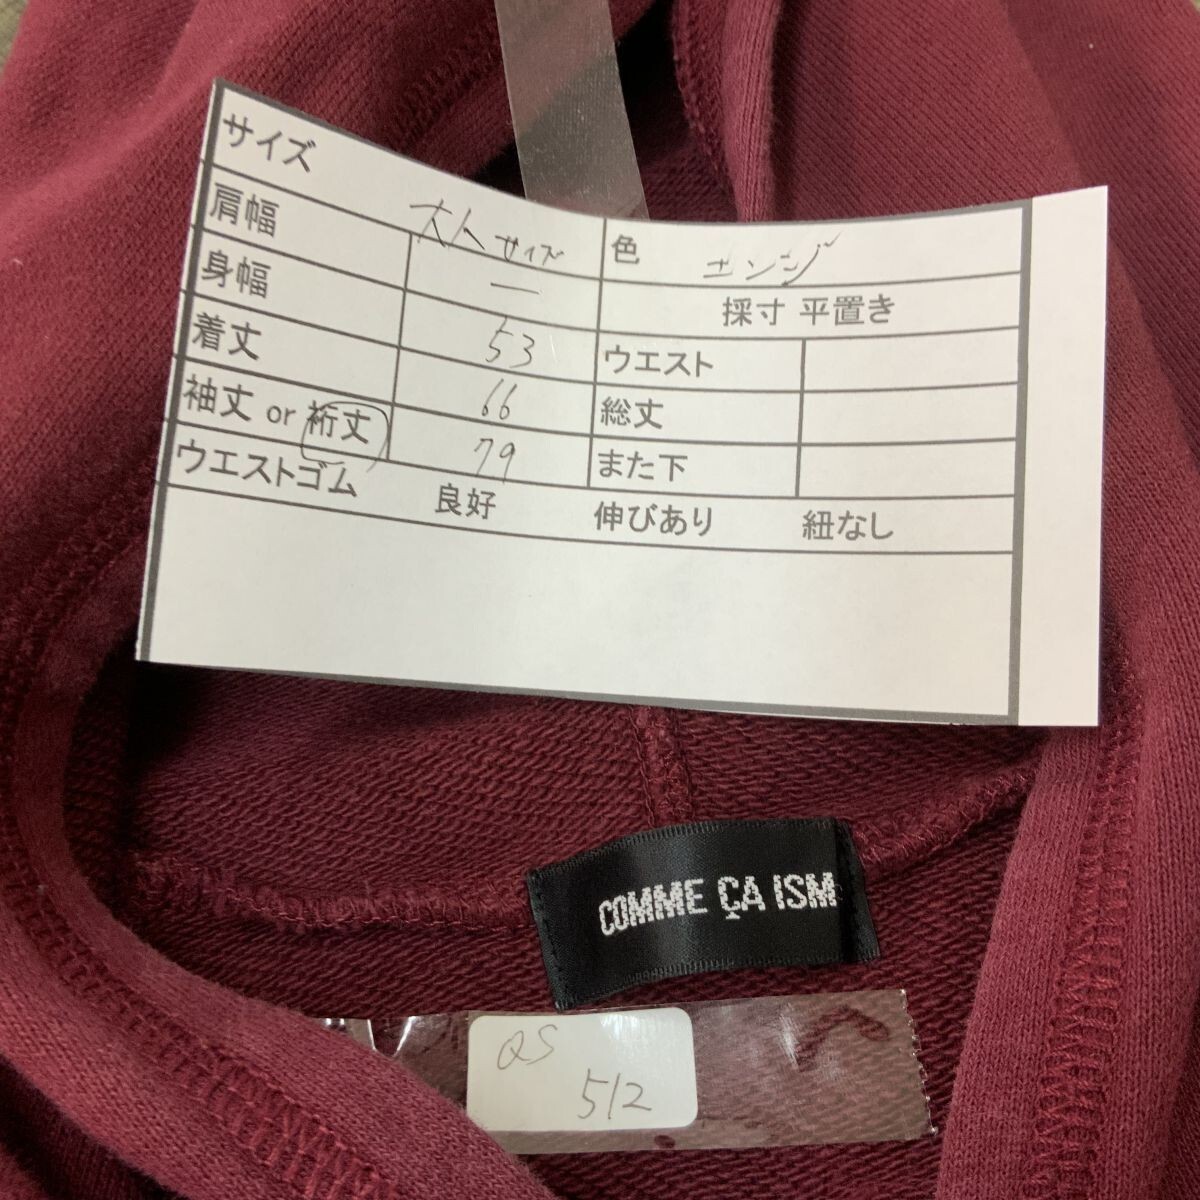 サイズ 大人サイズ 色 エンジ
肩幅 — 採寸 平置き
身幅 53 ウエスト
着丈 66 総丈
袖丈 or 裄丈 79 また下
ウエストゴム 良好 伸びあり 紐なし
COMME ÇA ISM
QS
512